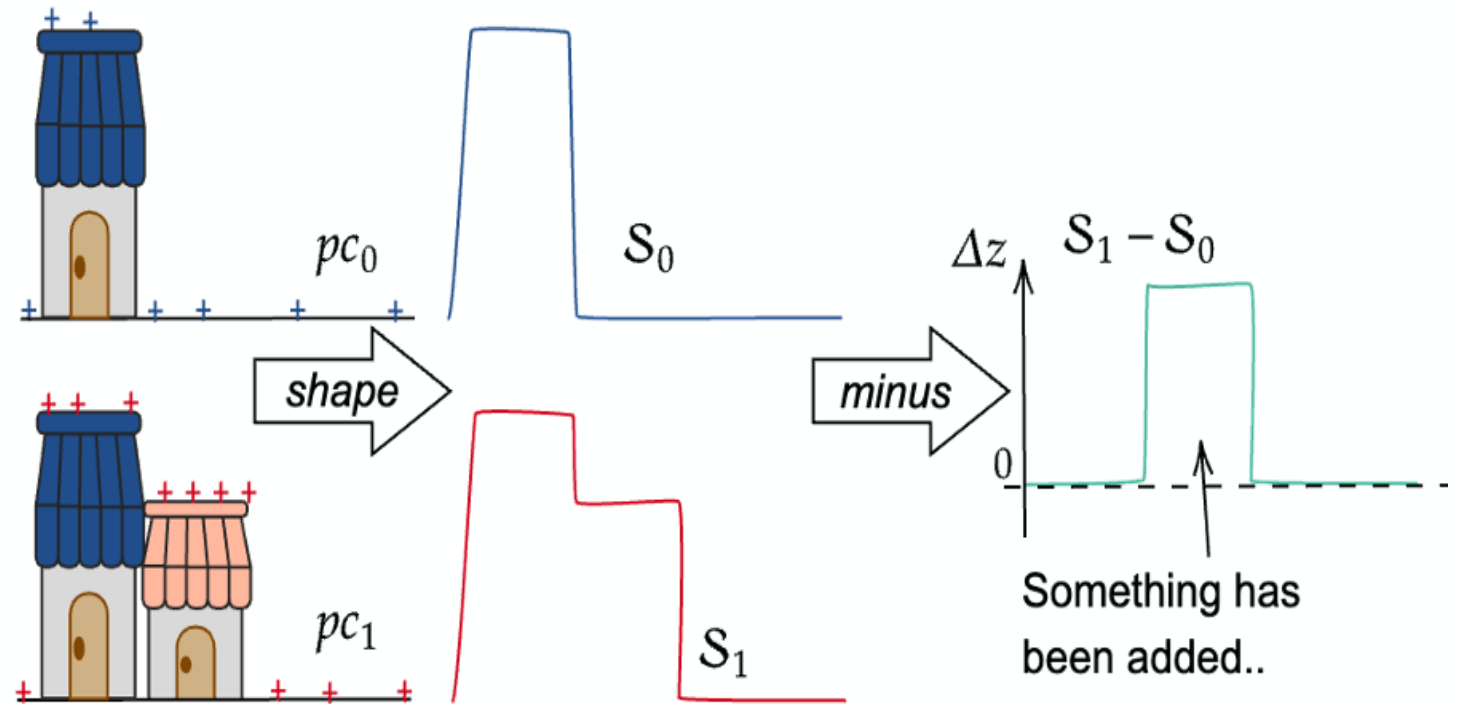 pc₀
S₀
shape
pc₁
S₁
minus
Δz
S₁ – S₀
0
Something has
been added..